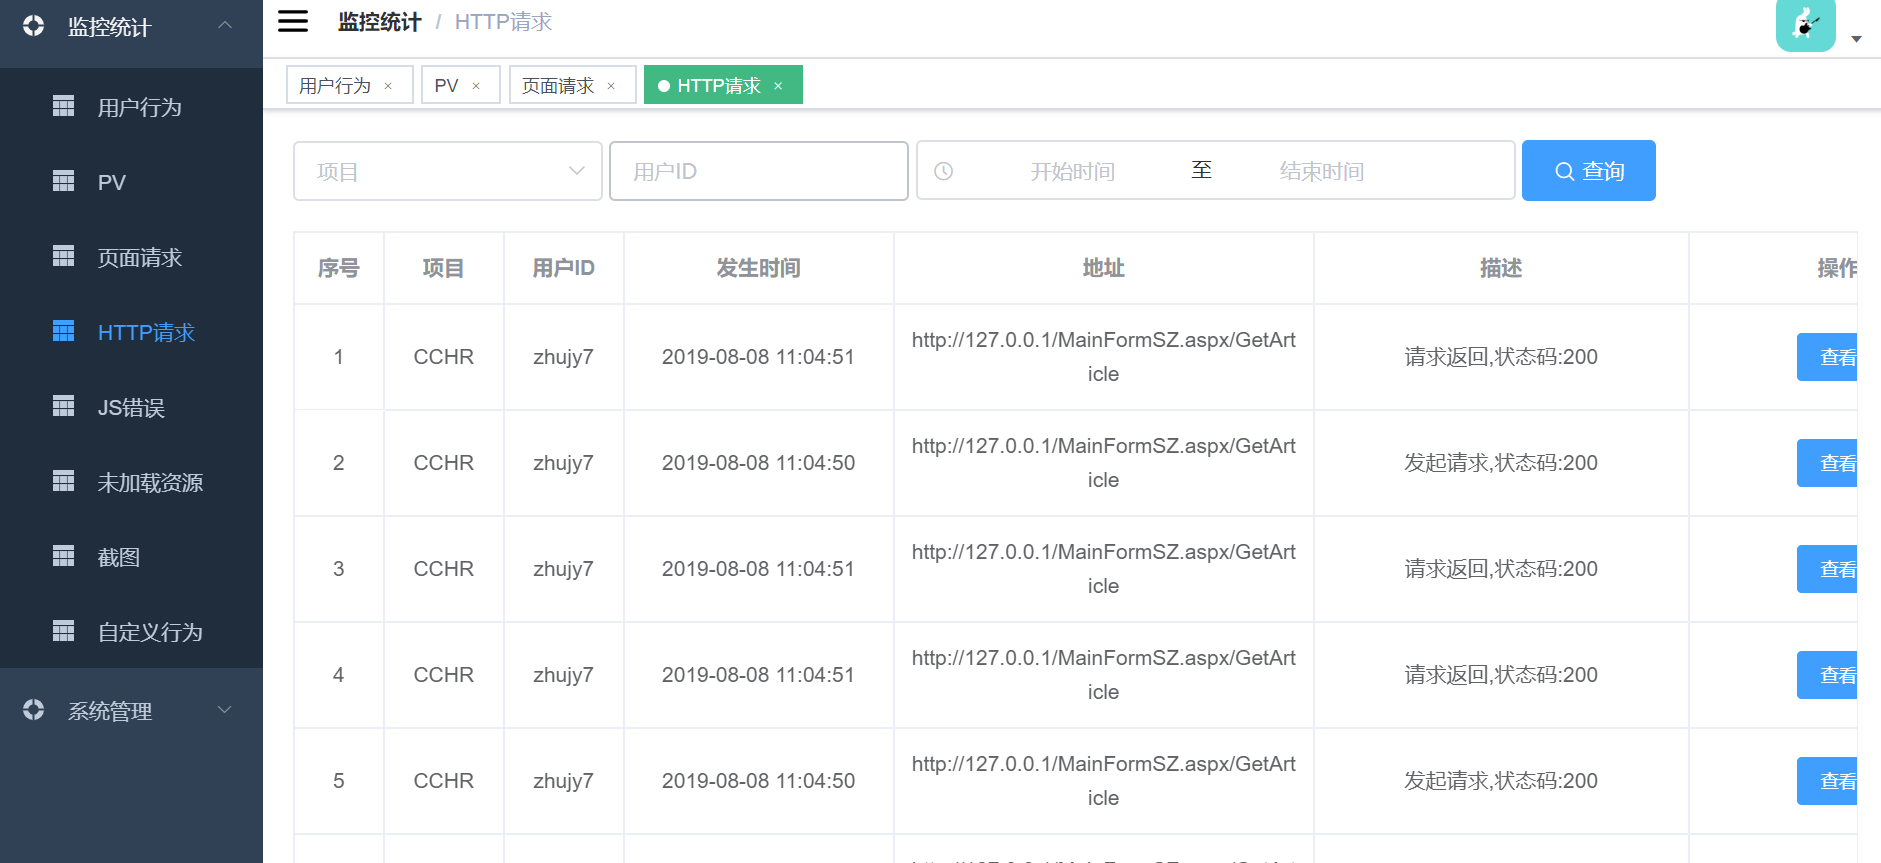 监控统计
监控统计 / HTTP请求
用户行为 × PV × 页面请求 × HTTP请求 ×
用户行为
PV
页面请求
HTTP请求
JS错误
未加载资源
截图
自定义行为
系统管理
项目 用户ID 开始时间 至 结束时间 查询
序号 项目 用户ID 发生时间 地址 描述 操作
1 CCHR zhujy7 2019-08-08 11:04:51 http://127.0.0.1/MainFormSZ.aspx/GetArt 请求返回,状态码:200 查看
icle
2 CCHR zhujy7 2019-08-08 11:04:50 http://127.0.0.1/MainFormSZ.aspx/GetArt 发起请求,状态码:200 查看
icle
3 CCHR zhujy7 2019-08-08 11:04:51 http://127.0.0.1/MainFormSZ.aspx/GetArt 请求返回,状态码:200 查看
icle
4 CCHR zhujy7 2019-08-08 11:04:51 http://127.0.0.1/MainFormSZ.aspx/GetArt 请求返回,状态码:200 查看
icle
5 CCHR zhujy7 2019-08-08 11:04:50 http://127.0.0.1/MainFormSZ.aspx/GetArt 发起请求,状态码:200 查看
icle